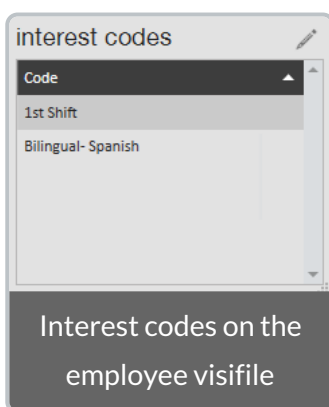 interest codes
Code
1st Shift
Bilingual- Spanish
Interest codes on the
employee visifile